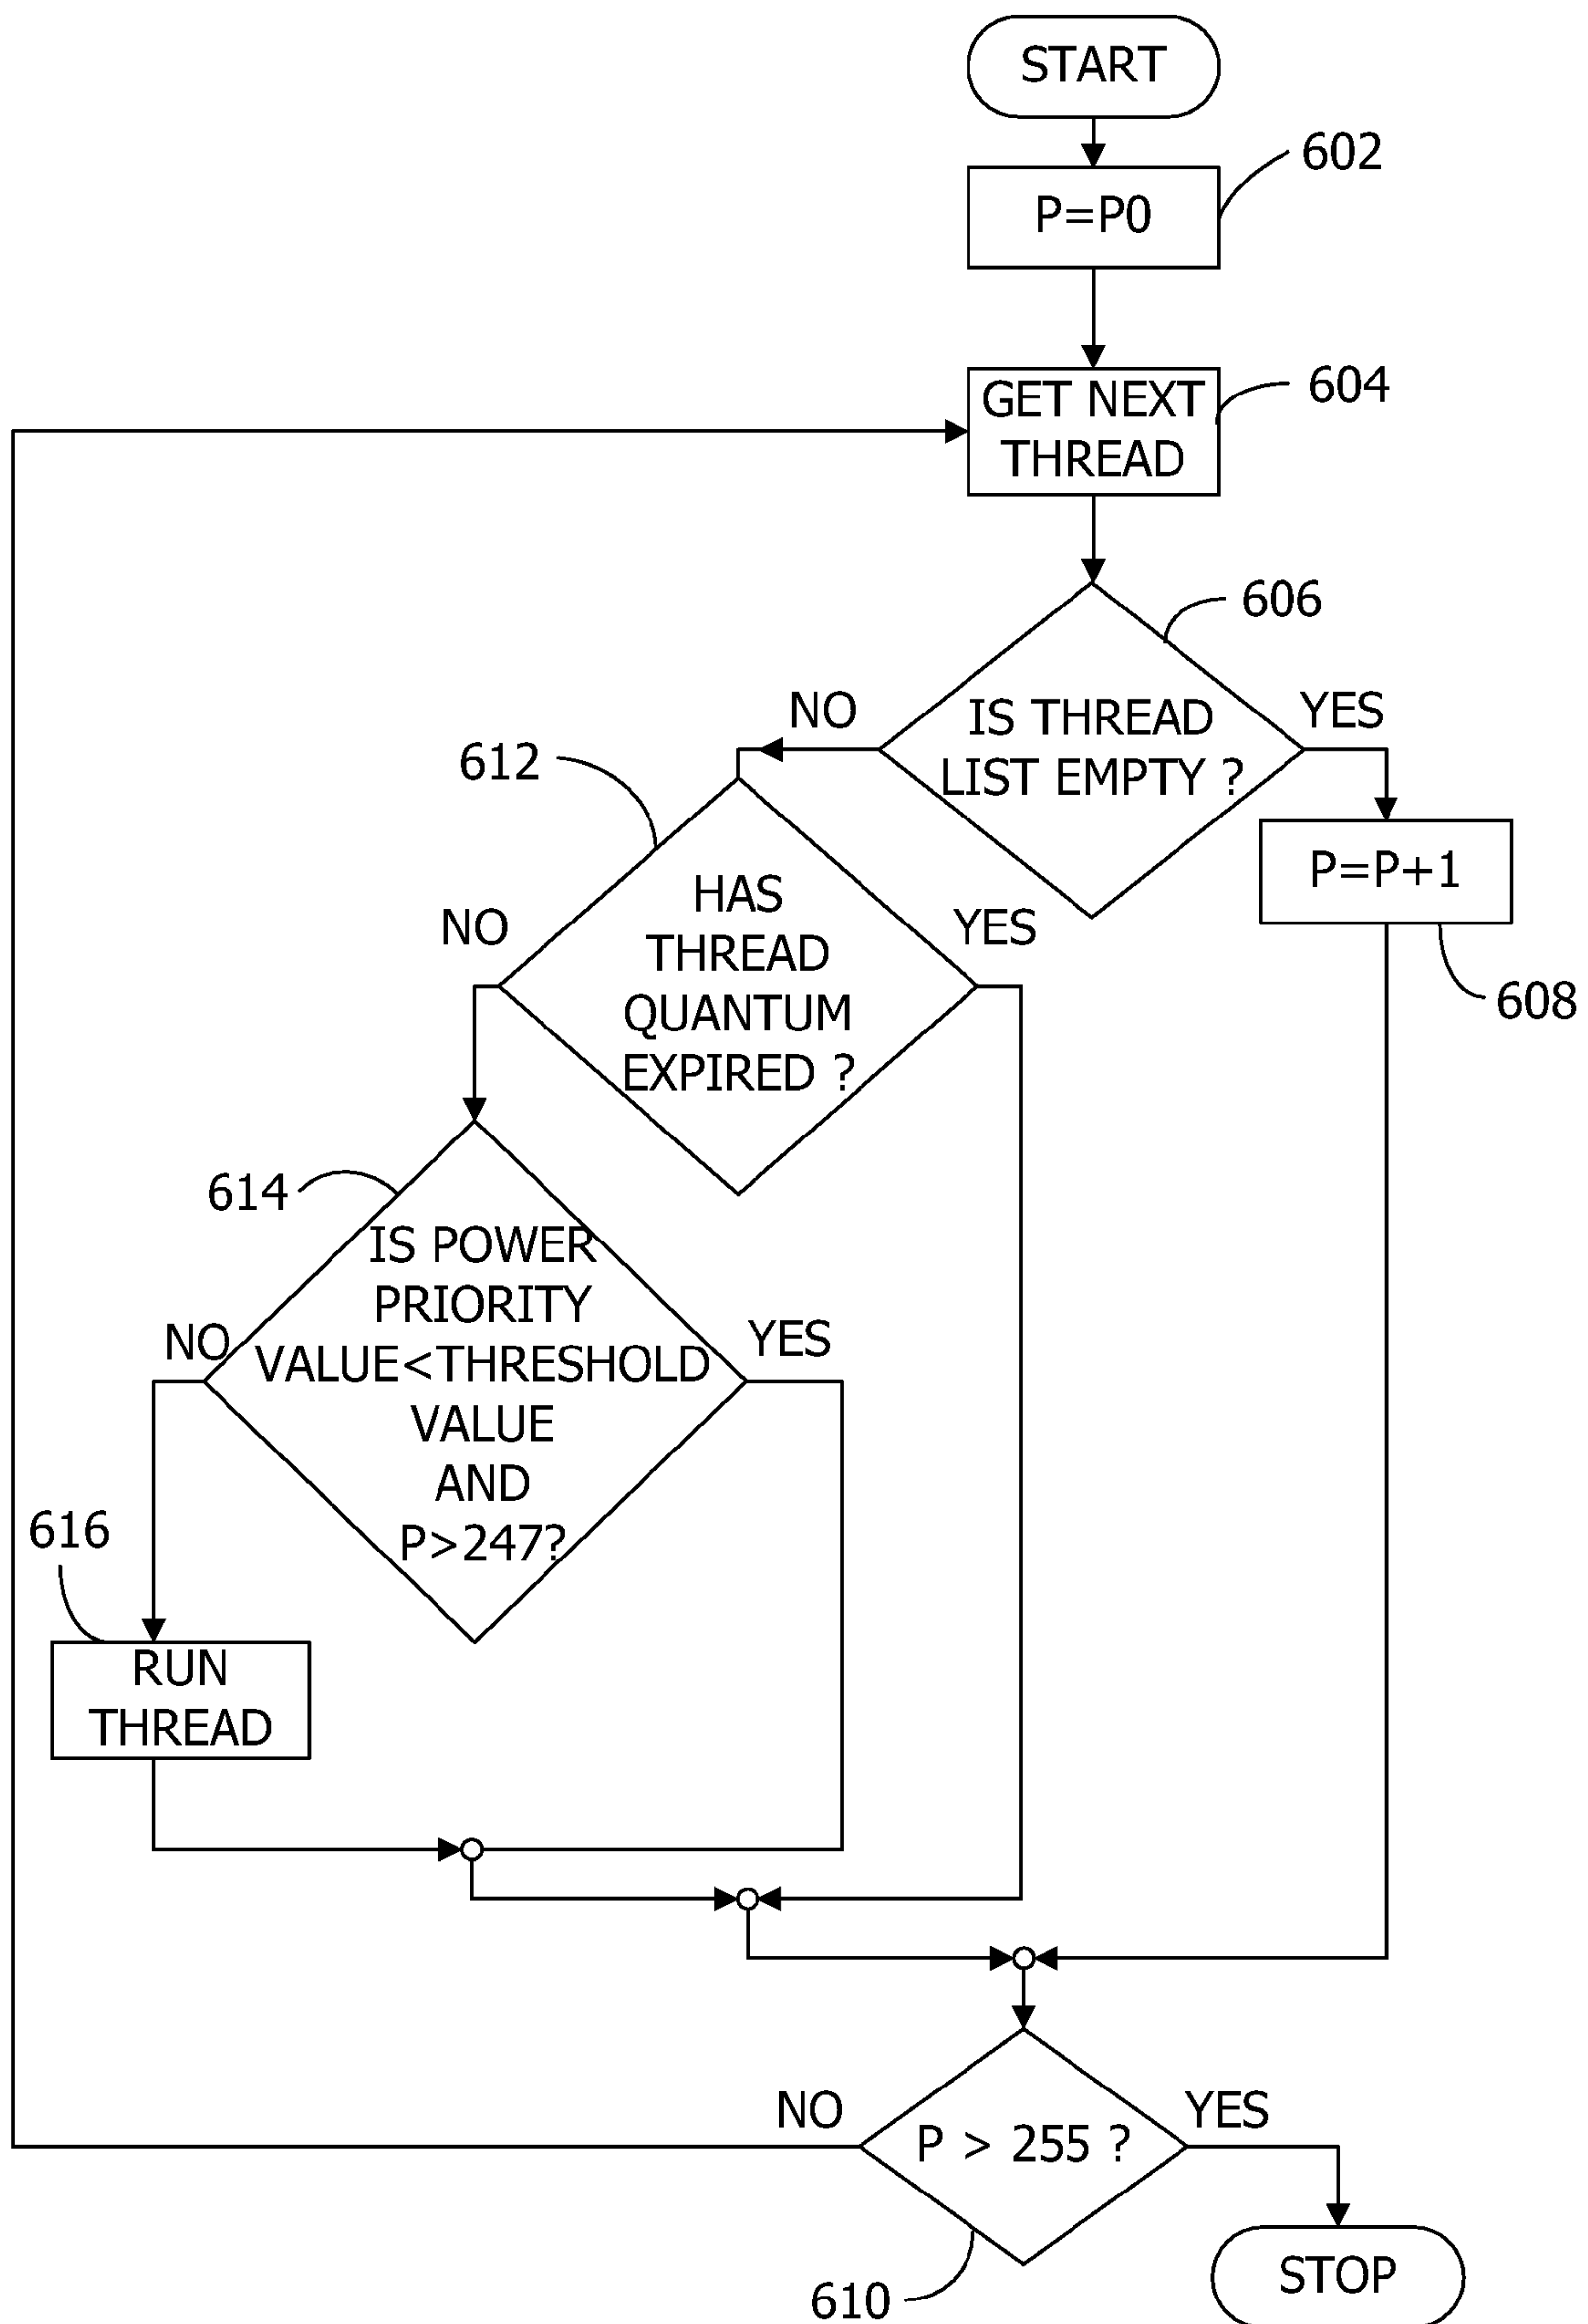 START
602
P=P0
GET NEXT
THREAD
604
606
IS THREAD
LIST EMPTY ?
NO
YES
612
P=P+1
608
HAS
THREAD
QUANTUM
EXPIRED ?
NO
YES
614
IS POWER
PRIORITY
VALUE<THRESHOLD
VALUE
AND
P>247?
NO
YES
616
RUN
THREAD
NO
P > 255 ?
YES
610
STOP